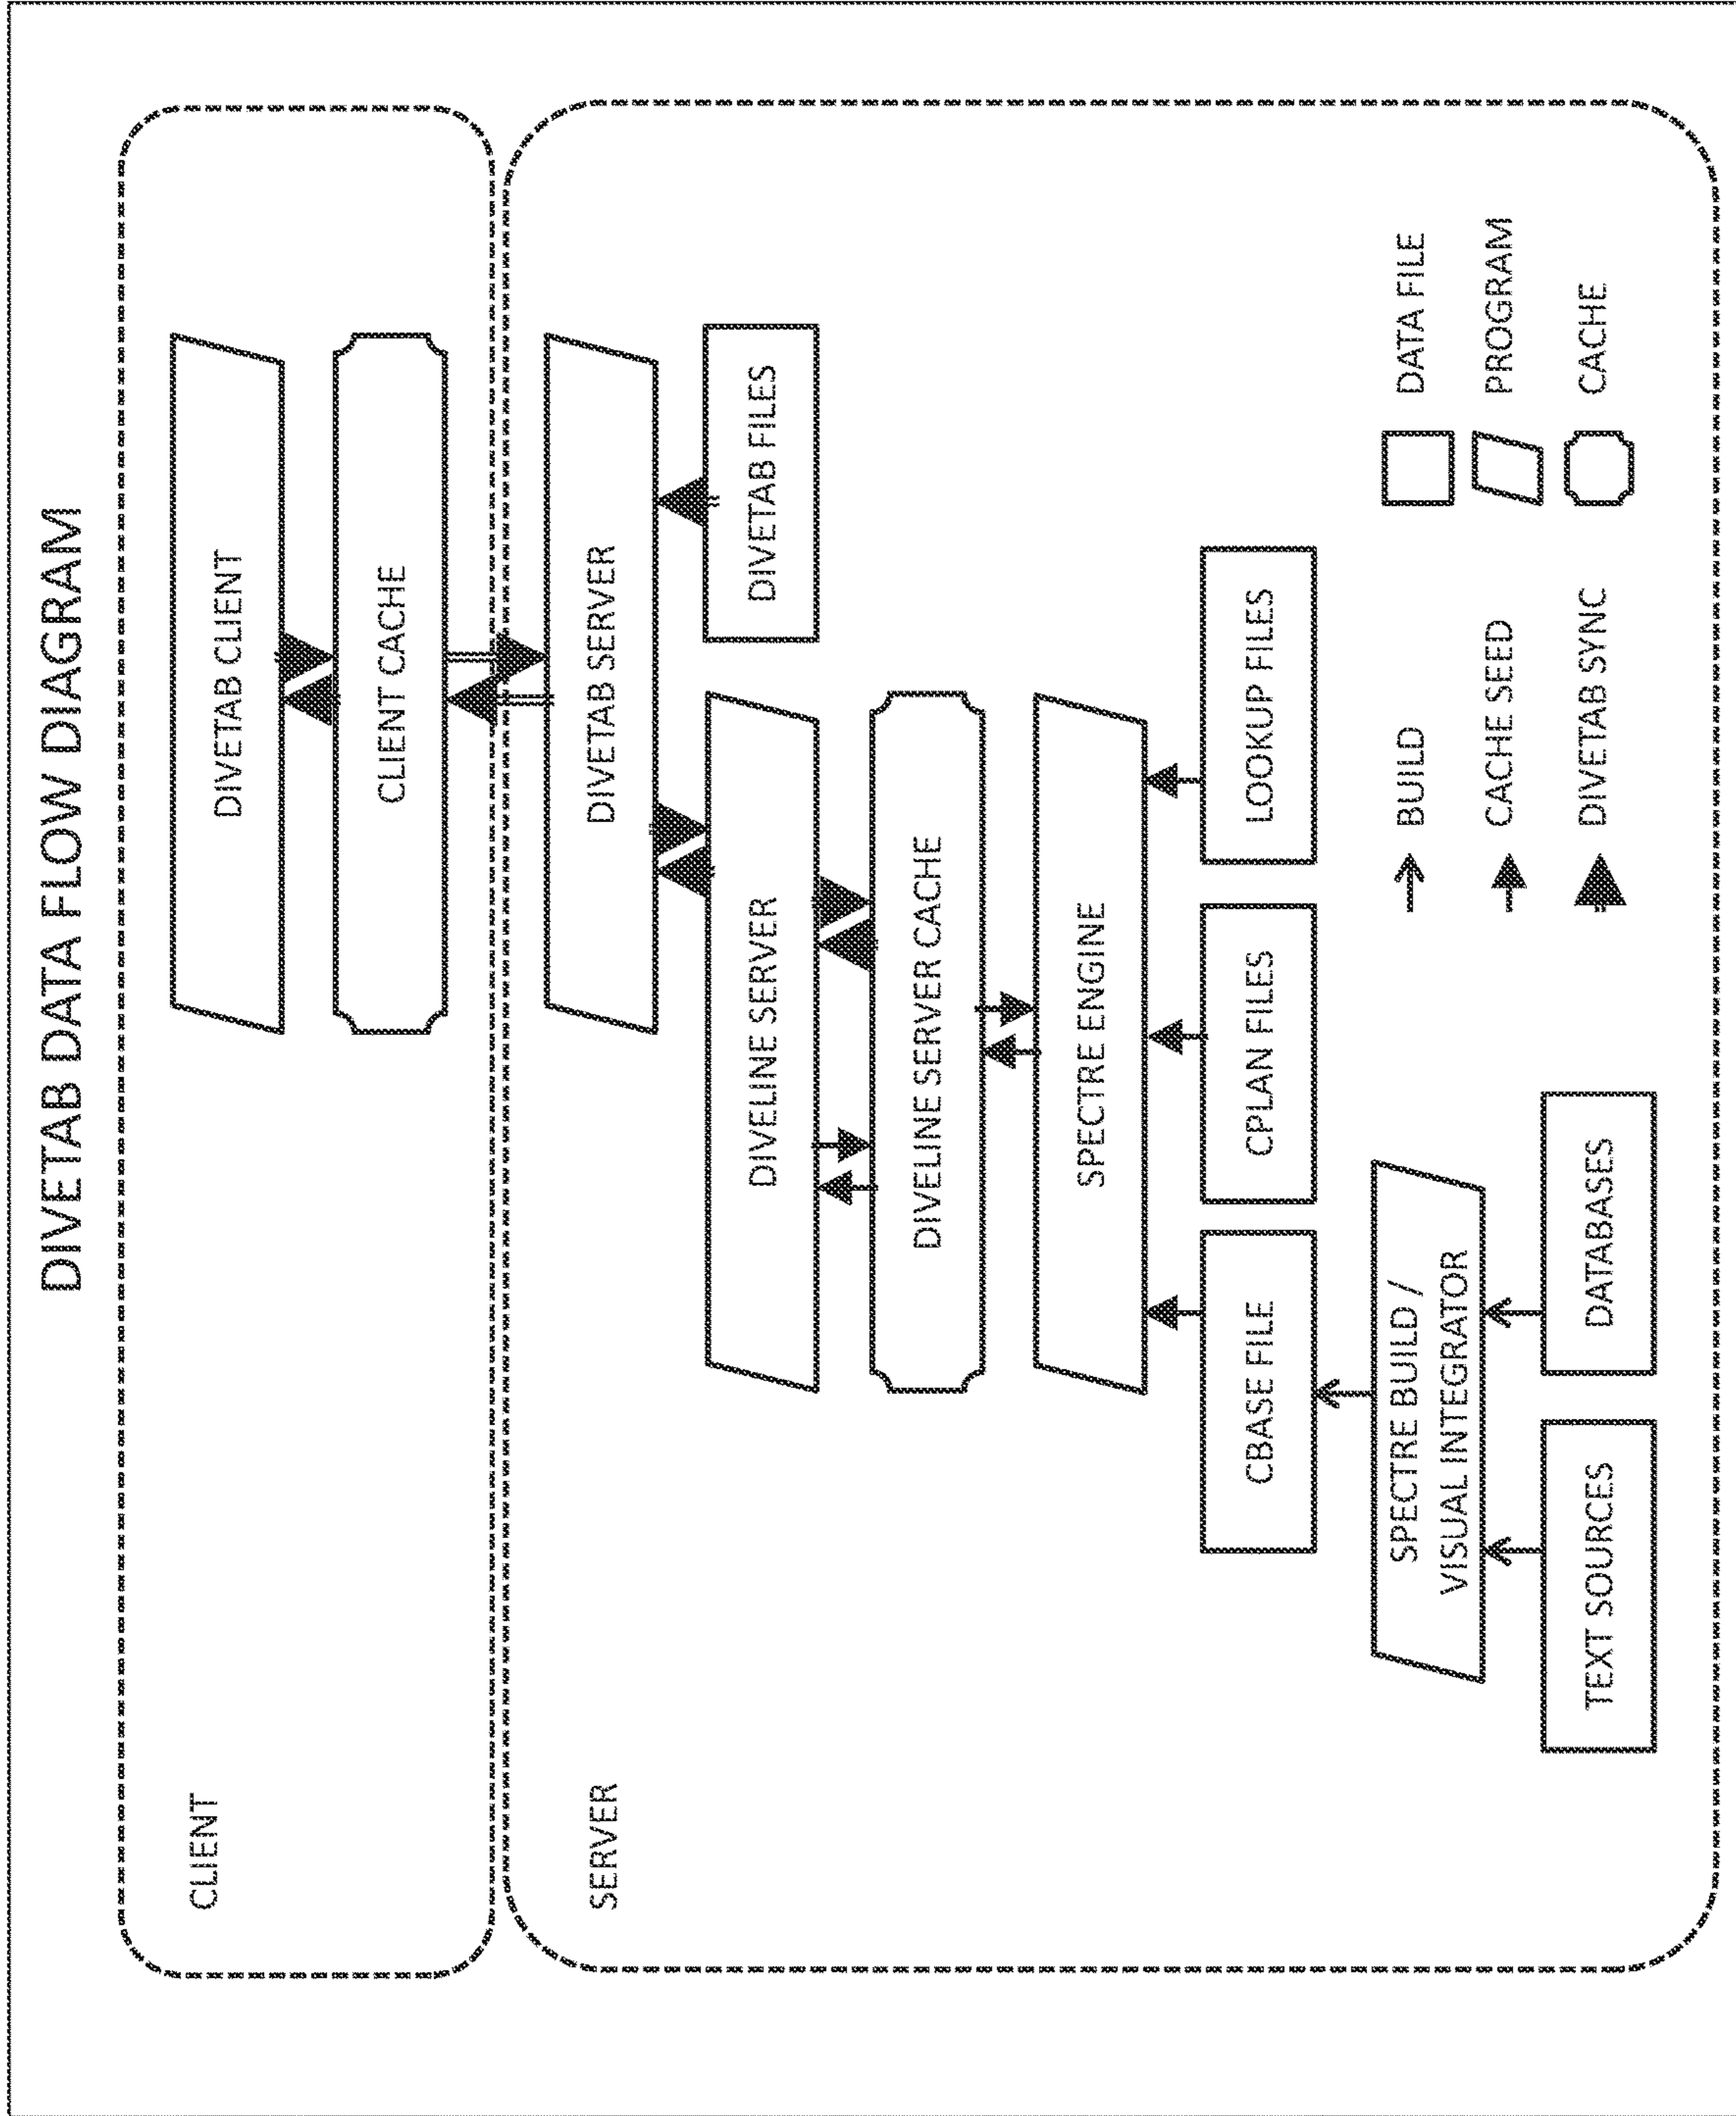 DIVETAB DATA FLOW DIAGRAM
CLIENT
DIVETAB CLIENT
CLIENT CACHE
SERVER
DIVETAB SERVER
DIVELINE SERVER
DIVETAB FILES
DIVELINE SERVER CACHE
SPECTRE ENGINE
CBASE FILE
CPLAN FILES
LOOKUP FILES
SPECTRE BUILD /
VISUAL INTEGRATOR
TEXT SOURCES
DATABASES
BUILD
DATA FILE
CACHE SEED
PROGRAM
DIVETAB SYNC
CACHE